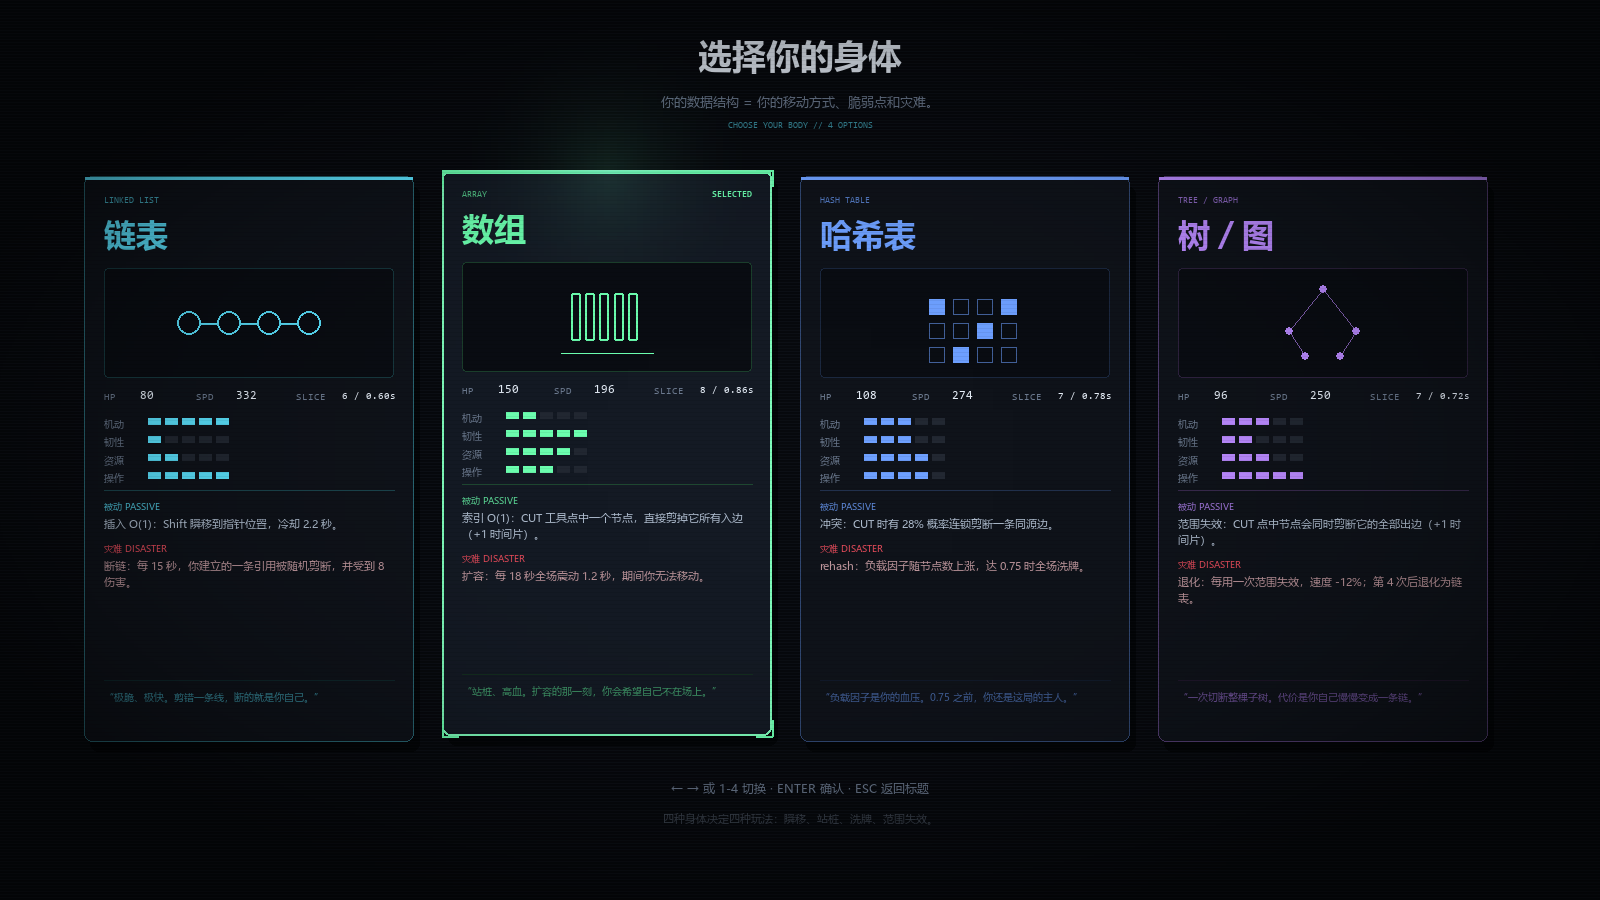 选择你的身体
你的数据结构 = 你的移动方式、脆弱点和灾难。
CHOOSE YOUR BODY // 4 OPTIONS
LINKED LIST
链表
HP 80 SPD 332 SLICE 6 / 0.60s
机动
韧性
资源
操作
被动 PASSIVE
插入 O(1)：Shift 瞬移到指针位置，冷却 2.2 秒。
灾难 DISASTER
断链：每 15 秒，你建立的一条引用被随机剪断，并受到 8
伤害。
“极脆、极快。剪错一条线，断的就是你自己。”
ARRAY SELECTED
数组
HP 150 SPD 196 SLICE 8 / 0.86s
机动
韧性
资源
操作
被动 PASSIVE
索引 O(1)：CUT 工具点中一个节点，直接剪掉它所有入边
（+1 时间片）。
灾难 DISASTER
扩容：每 18 秒全场震动 1.2 秒，期间你无法移动。
“站桩、高血。扩容的那一刻，你会希望自己不在场上。”
HASH TABLE
哈希表
HP 108 SPD 274 SLICE 7 / 0.78s
机动
韧性
资源
操作
被动 PASSIVE
冲突：CUT 时有 28% 概率连锁剪断一条同源边。
灾难 DISASTER
rehash：负载因子随节点数上涨，达 0.75 时全场洗牌。
“负载因子是你的血压。0.75 之前，你还是这局的主人。”
TREE / GRAPH
树 / 图
HP 96 SPD 250 SLICE 7 / 0.72s
机动
韧性
资源
操作
被动 PASSIVE
范围失效：CUT 点中节点会同时剪断它的全部出边（+1 时
间片）。
灾难 DISASTER
退化：每用一次范围失效，速度 -12%；第 4 次后退化为链
表。
“一次切断整棵子树。代价是你自己慢慢变成一条链。”
← → 或 1-4 切换 · ENTER 确认 · ESC 返回标题
四种身体决定四种玩法：瞬移、站桩、洗牌、范围失效。